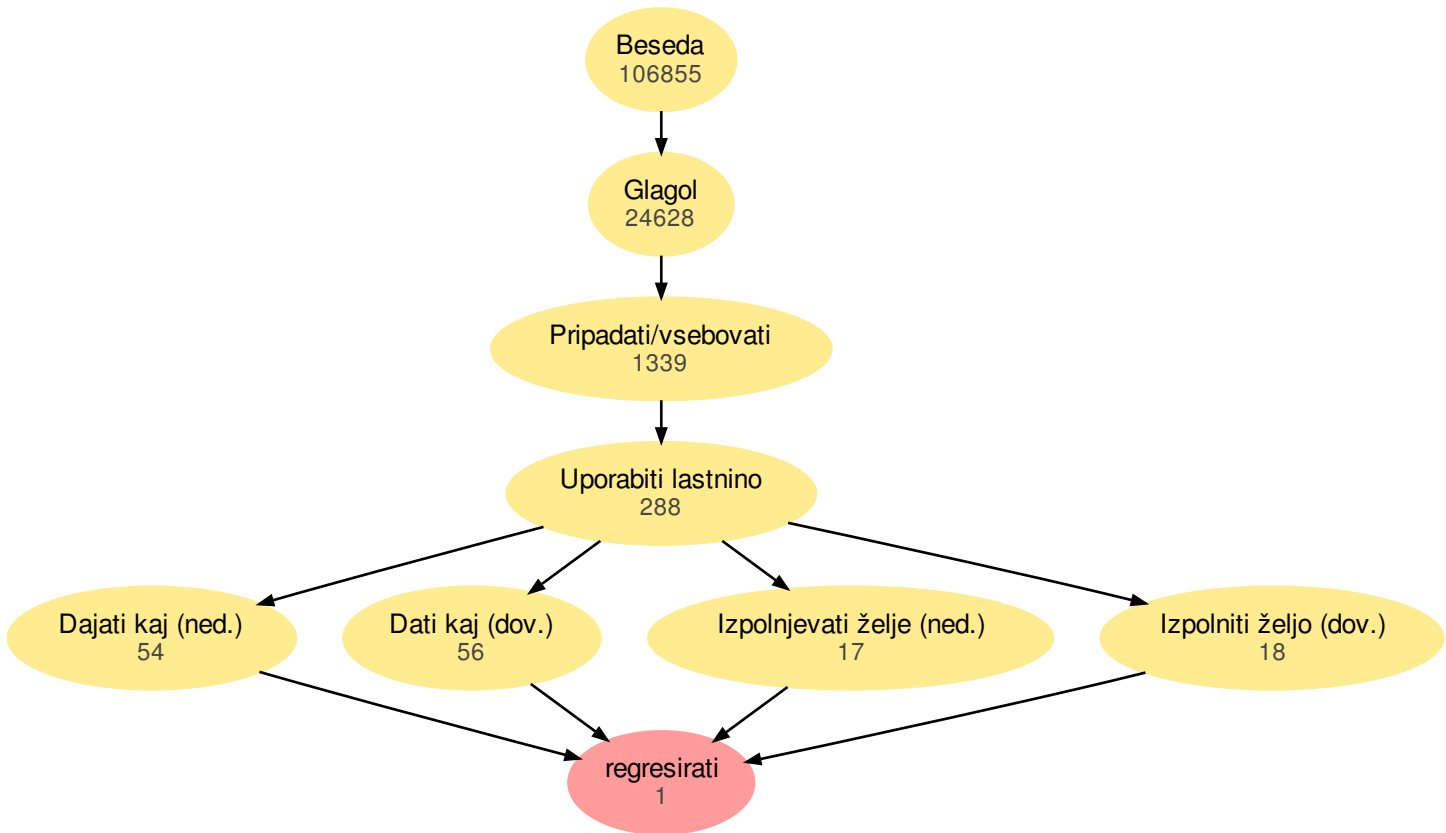 Beseda
106855
Glagol
24628
Pripadati/vsebovati
1339
Uporabiti lastnino
288
Dajati kaj (ned.)
54
Dati kaj (dov.)
56
Izpolnjevati želje (ned.)
17
Izpolniti željo (dov.)
18
regresirati
1